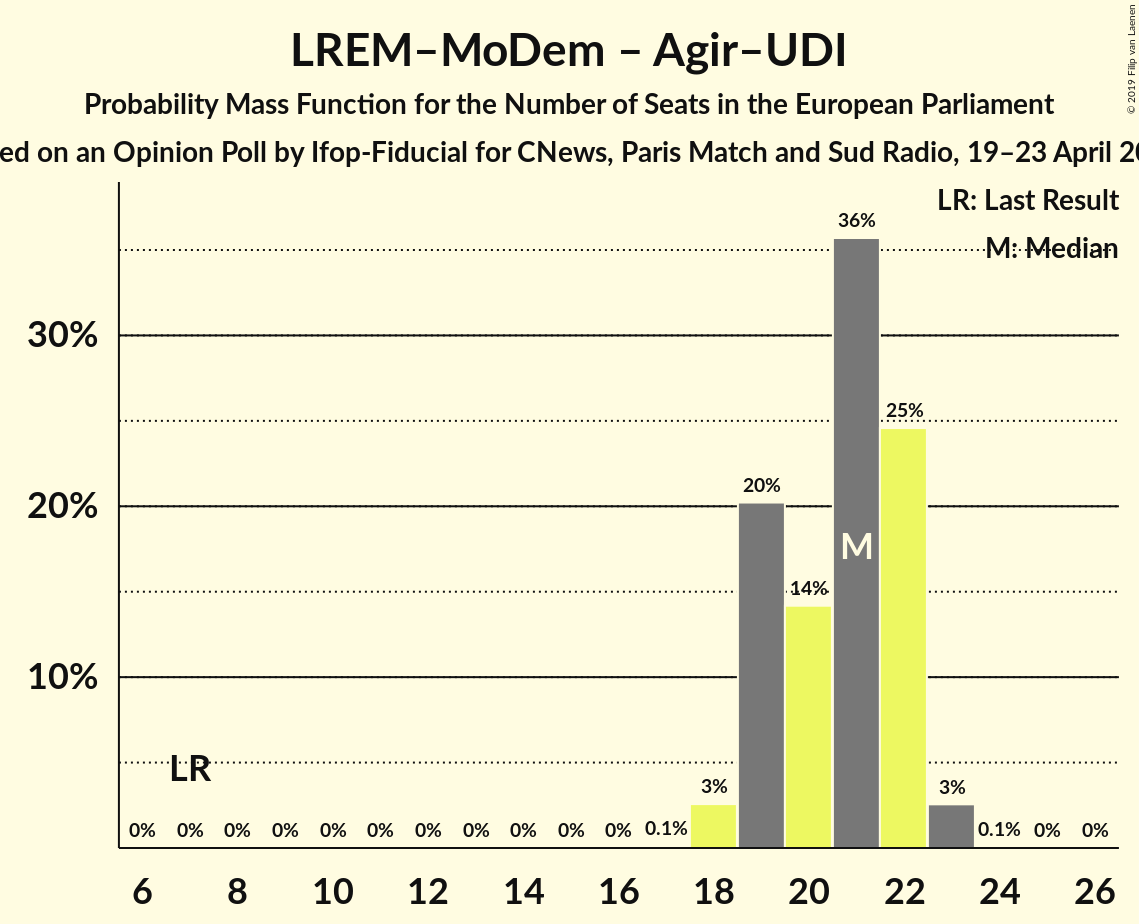 LREM–MoDem – Agir–UDI
Probability Mass Function for the Number of Seats in the European Parliament
ed on an Opinion Poll by Ifop-Fiducial for CNews, Paris Match and Sud Radio, 19–23 April 20
© 2019 Filip van Laenen
LR: Last Result
M: Median
36%
30%
25%
20%
20%
M
14%
10%
LR
3%
3%
0% 0% 0% 0% 0% 0% 0% 0% 0% 0% 0% 0.1% 0.1% 0% 0%
6 8 10 12 14 16 18 20 22 24 26